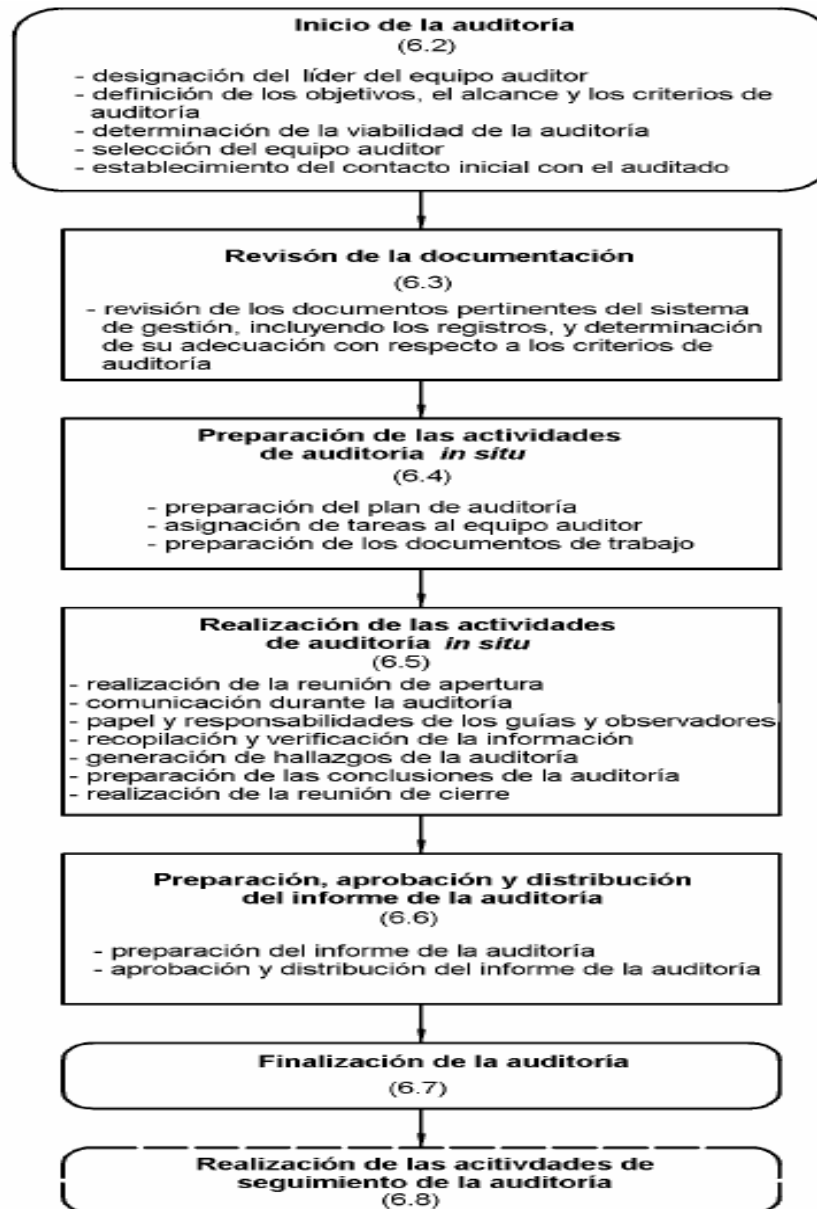 Inicio de la auditoría
(6.2)
- designación del líder del equipo auditor
- definición de los objetivos, el alcance y los criterios de
auditoría
- determinación de la viabilidad de la auditoría
- selección del equipo auditor
- establecimiento del contacto inicial con el auditado
Revisón de la documentación
(6.3)
- revisión de los documentos pertinentes del sistema
de gestión, incluyendo los registros, y determinación
de su adecuación con respecto a los criterios de
auditoría
Preparación de las actividades
de auditoría in situ
(6.4)
- preparación del plan de auditoría
- asignación de tareas al equipo auditor
- preparación de los documentos de trabajo
Realización de las actividades
de auditoría in situ
(6.5)
- realización de la reunión de apertura
- comunicación durante la auditoría
- papel y responsabilidades de los guías y observadores
- recopilación y verificación de la información
- generación de hallazgos de la auditoría
- preparación de las conclusiones de la auditoría
- realización de la reunión de cierre
Preparación, aprobación y distribución
del informe de la auditoría
(6.6)
- preparación del informe de la auditoría
- aprobación y distribución del informe de la auditoría
Finalización de la auditoría
(6.7)
Realización de las acitivdades de
seguimiento de la auditoría
(6.8)